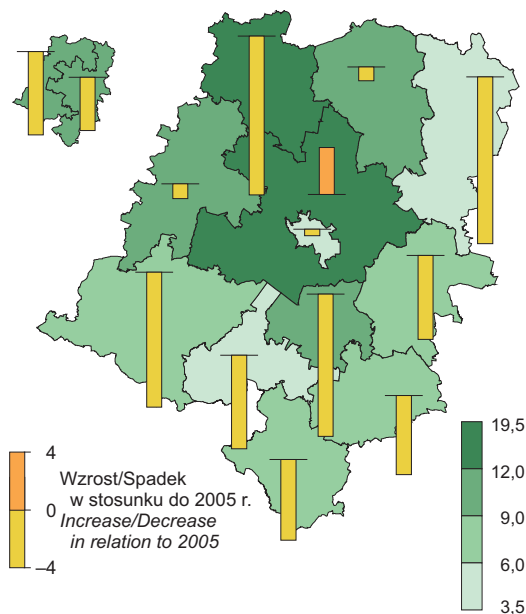 4
0
–4
Wzrost/Spadek
w stosunku do 2005 r.
Increase/Decrease
in relation to 2005
19,5
12,0
9,0
6,0
3,5